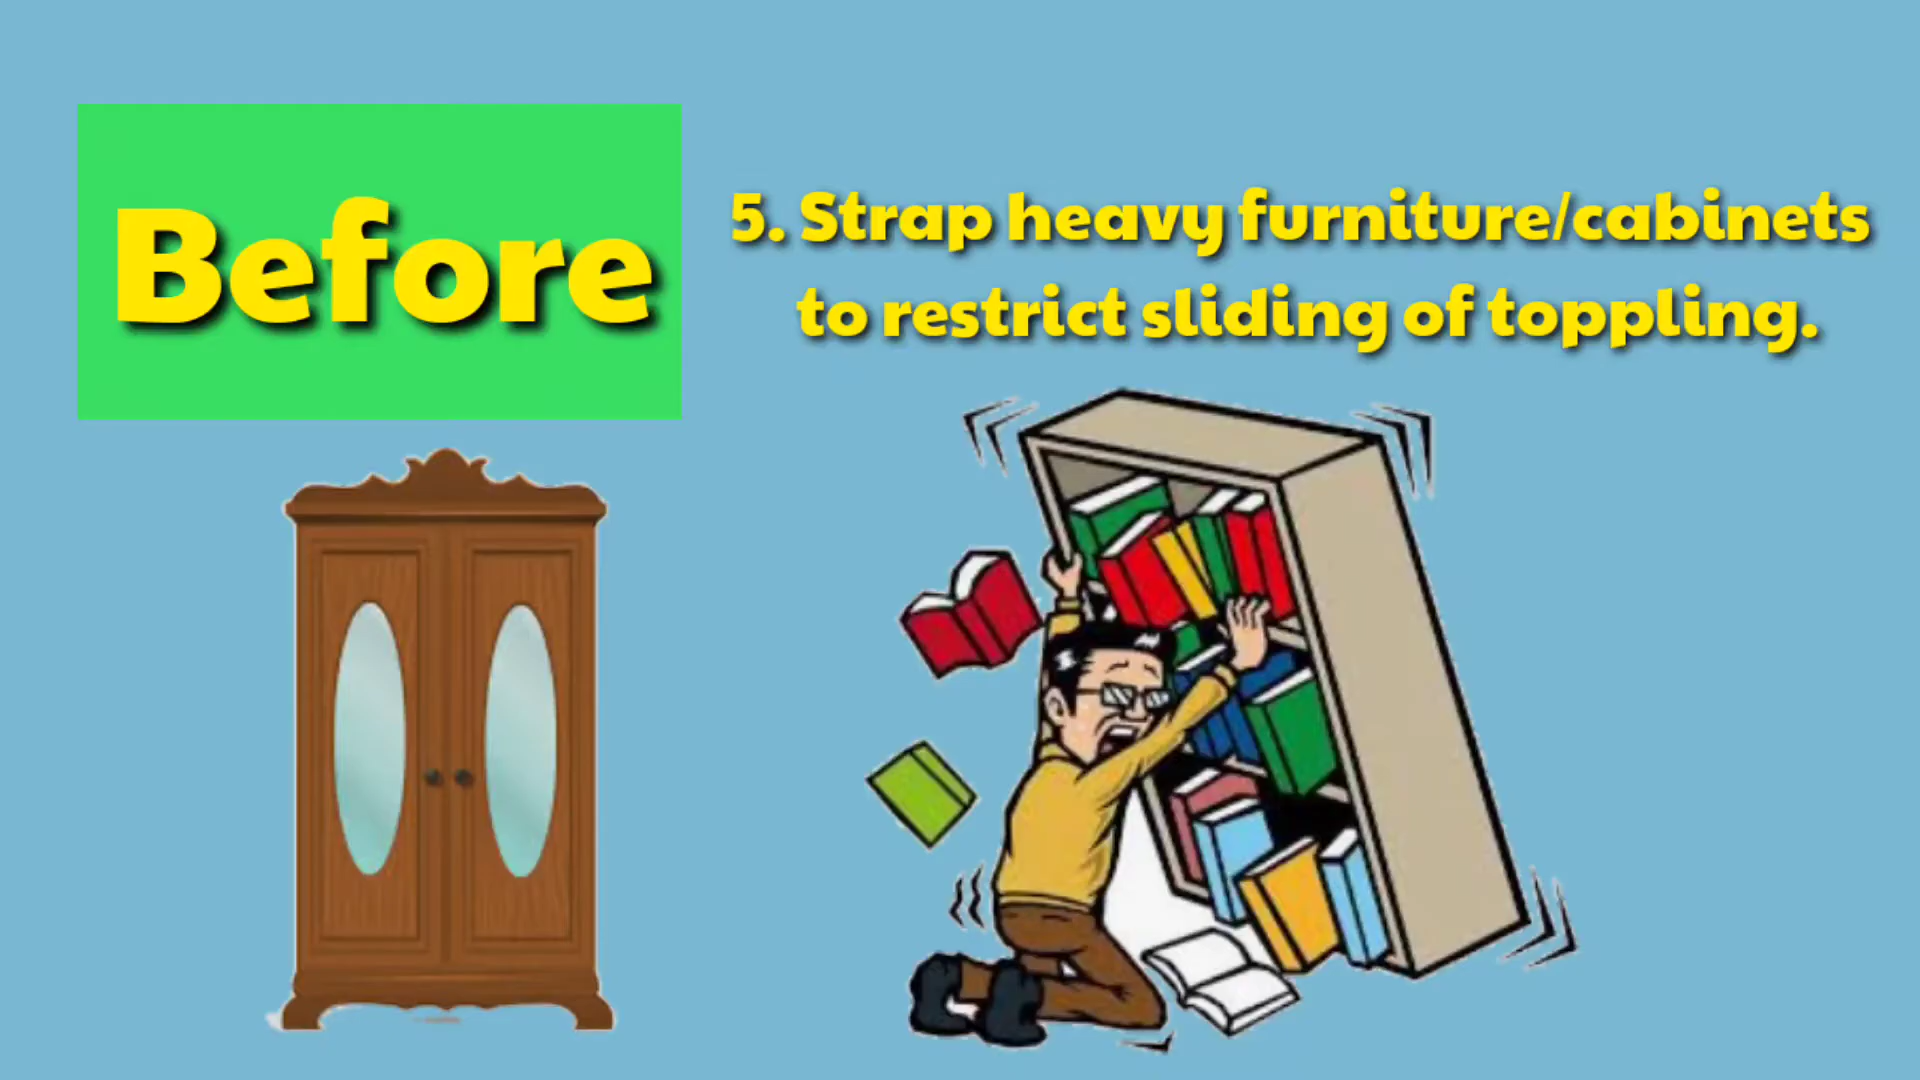 Before
5. Strap heavy furniture/cabinets
to restrict sliding of toppling.